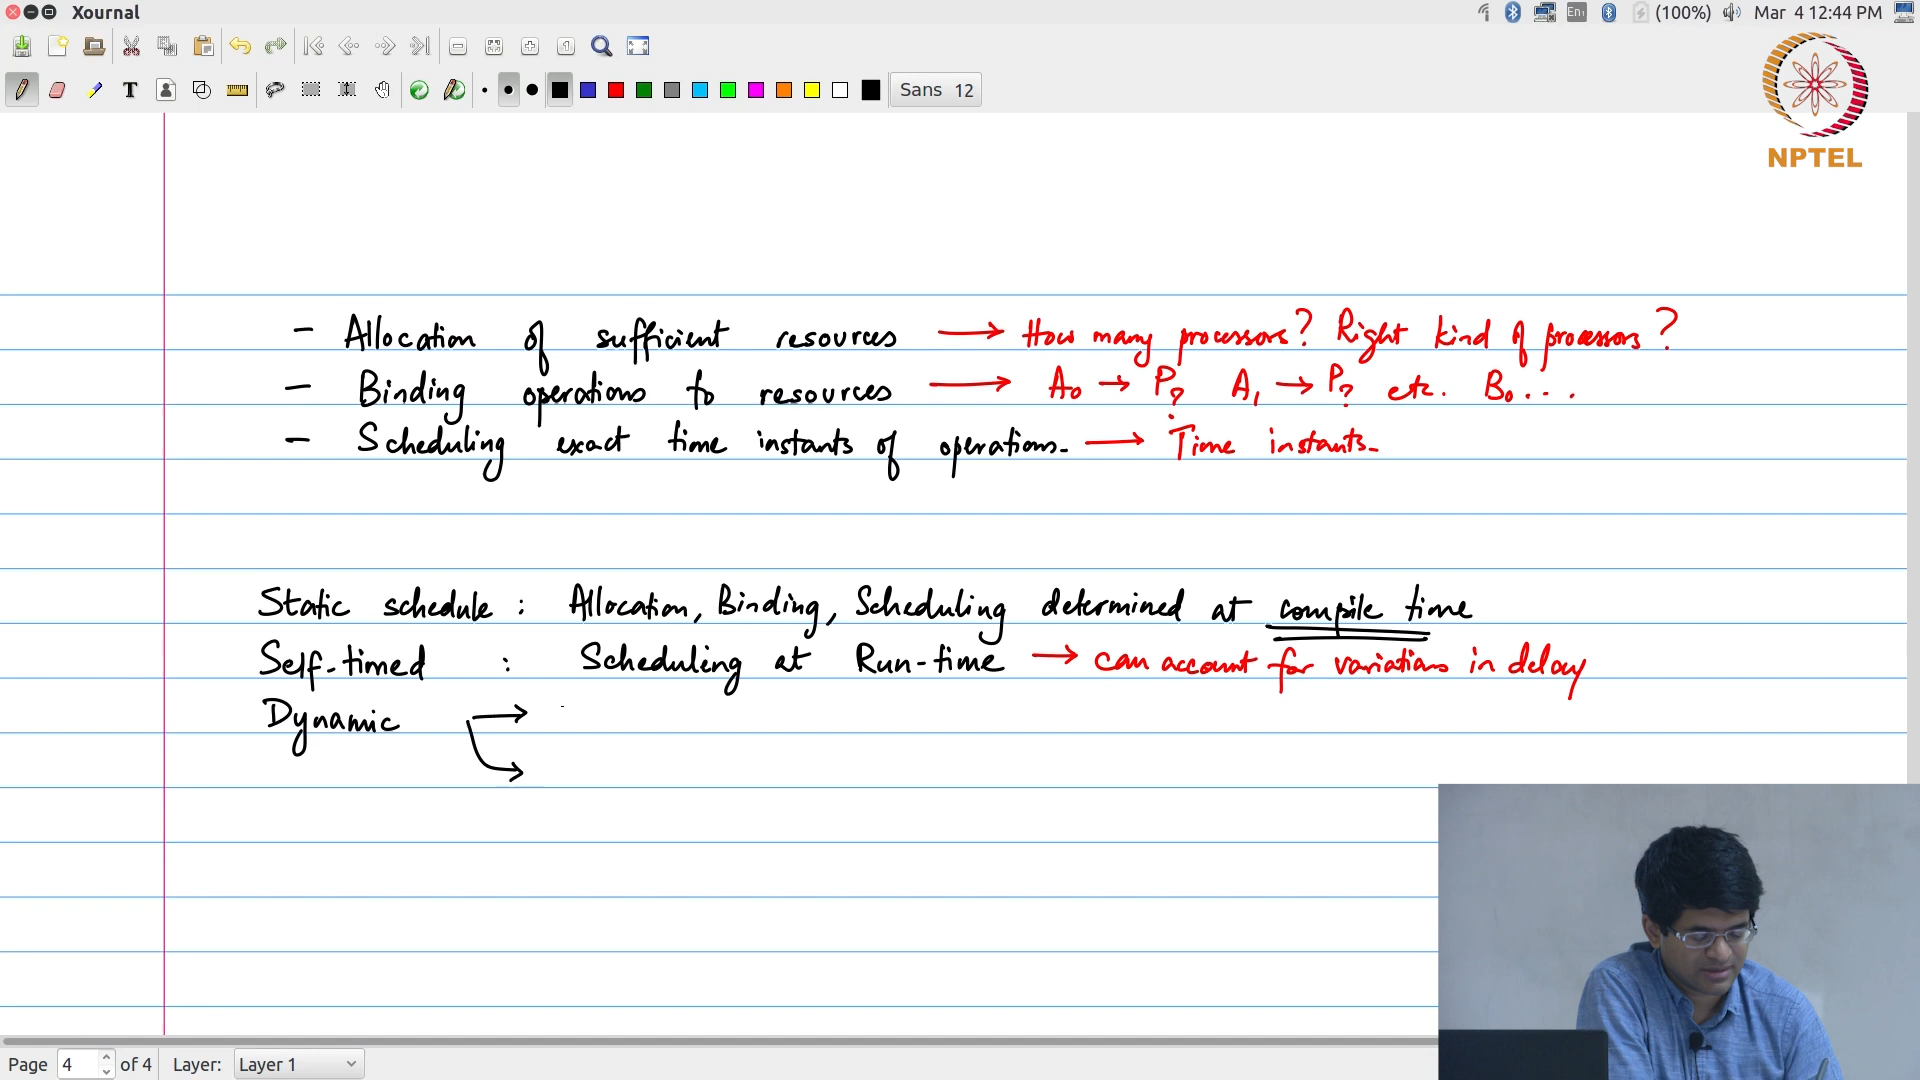 Xournal
En1 (100%) Mar 4 12:44 PM
Sans 12
NPTEL
- Allocation of sufficient resources → How many processors? Right kind of processors?
- Binding operations to resources → A0 → P? A1 → P? etc. B0 ....
- Scheduling exact time instants of operations. → Time instants.
Static schedule : Allocation, Binding, Scheduling determined at compile time
Self-timed : Scheduling at Run-time → can account for variations in delay
Dynamic → →
Page 4 of 4 Layer: Layer 1